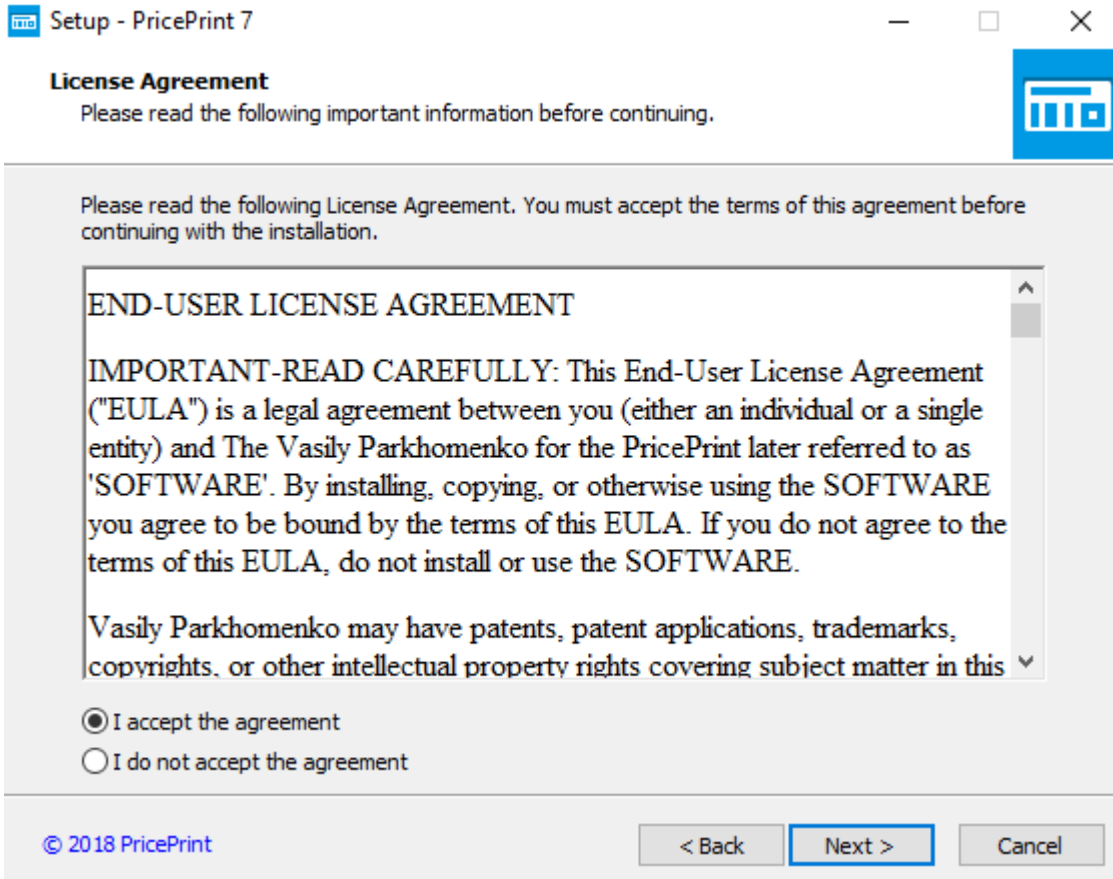 Setup - PricePrint 7
License Agreement
Please read the following important information before continuing.
Please read the following License Agreement. You must accept the terms of this agreement before
continuing with the installation.
END-USER LICENSE AGREEMENT
IMPORTANT-READ CAREFULLY: This End-User License Agreement
("EULA") is a legal agreement between you (either an individual or a single
entity) and The Vasily Parkhomenko for the PricePrint later referred to as
'SOFTWARE'. By installing, copying, or otherwise using the SOFTWARE
you agree to be bound by the terms of this EULA. If you do not agree to the
terms of this EULA, do not install or use the SOFTWARE.
Vasily Parkhomenko may have patents, patent applications, trademarks,
copyrights, or other intellectual property rights covering subject matter in this
I accept the agreement
I do not accept the agreement
© 2018 PricePrint
< Back
Next >
Cancel